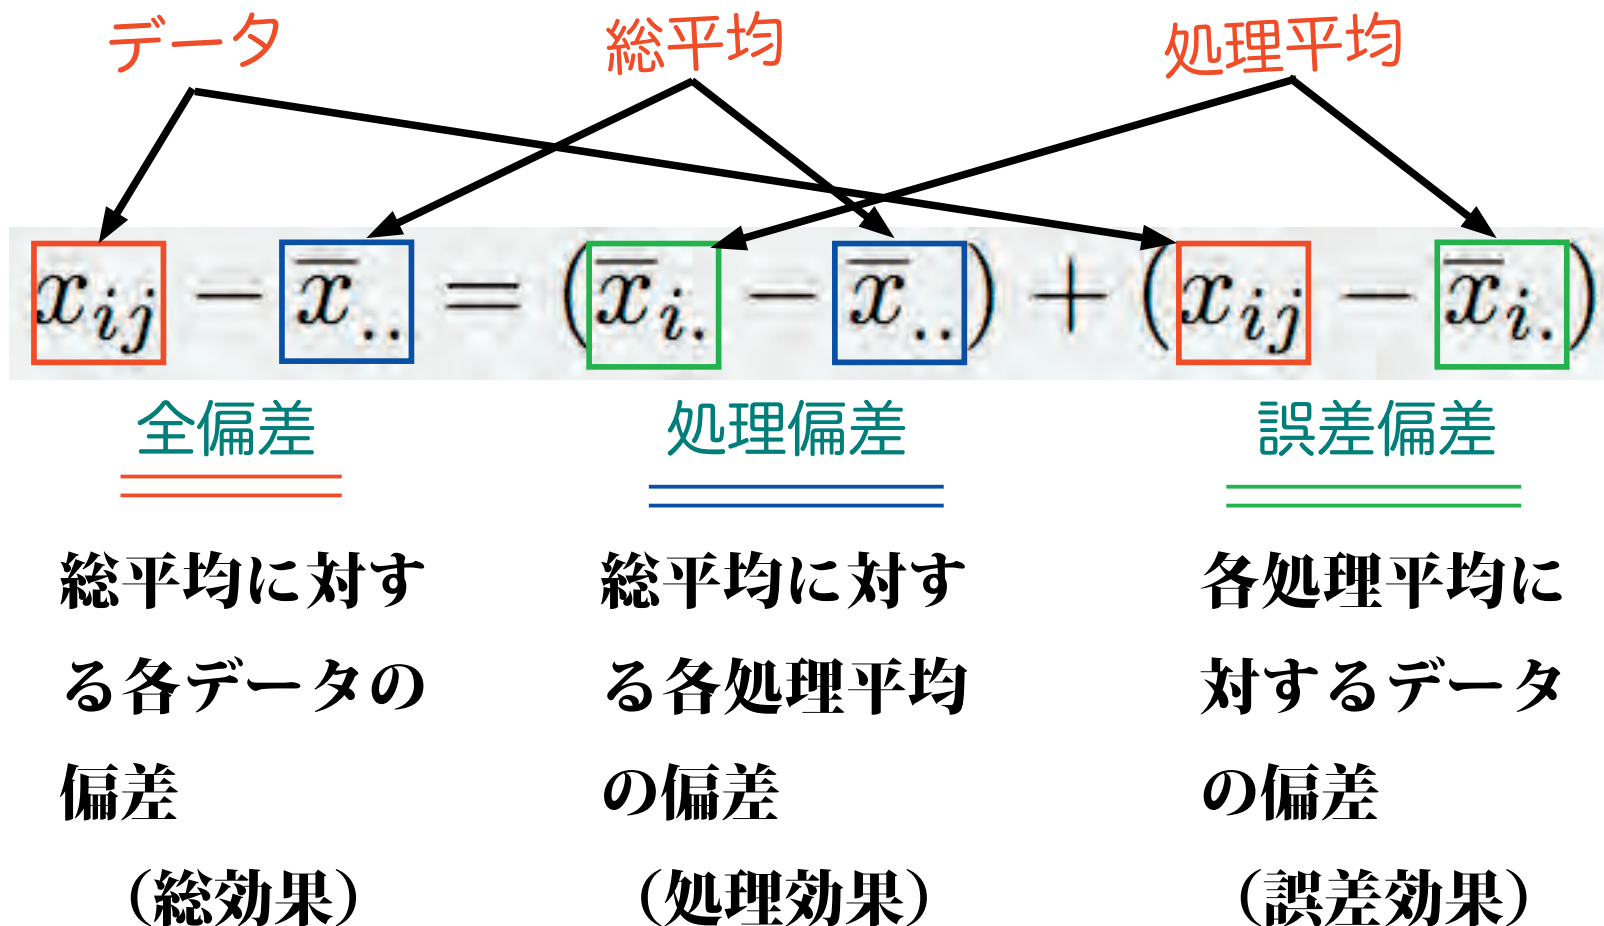 データ 総平均 処理平均
x_{ij} − x̅_{..} = (x̅_{i.} − x̅_{..}) + (x_{ij} − x̅_{i.})
全偏差 処理偏差 誤差偏差
総平均に対す
る各データの
偏差
（総効果）
総平均に対す
る各処理平均
の偏差
（処理効果）
各処理平均に
対するデータ
の偏差
（誤差効果）